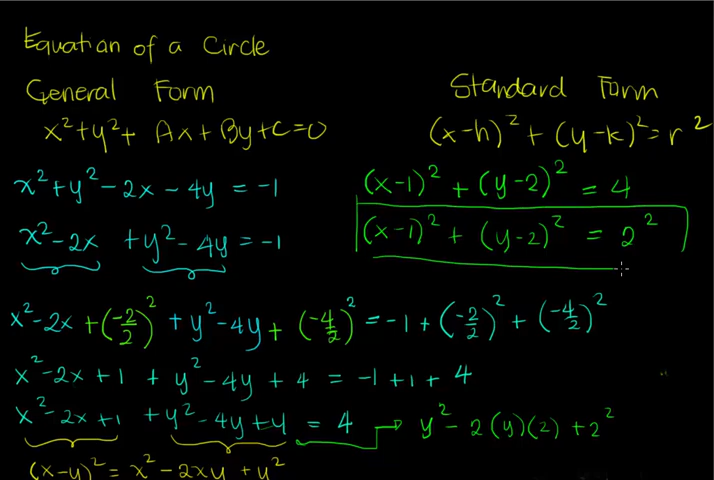 Equation of a Circle
General Form
x²+y²+ Ax+By+C=0
Standard Form
(x-h)² + (y-k)² = r²
x²+y²-2x-4y = -1
x²-2x +y²-4y = -1
(x-1)² + (y-2)² = 4
(x-1)² + (y-2)² = 2²
x²-2x +(-2/2)² +y²-4y + (-4/2)² = -1 + (-2/2)² + (-4/2)²
x²-2x+1 + y²-4y+4 = -1+1+4
x²-2x+1 +y²-4y+4 = 4 → y²-2(y)(2)+2²
(x-y)² = x²-2xy+y²